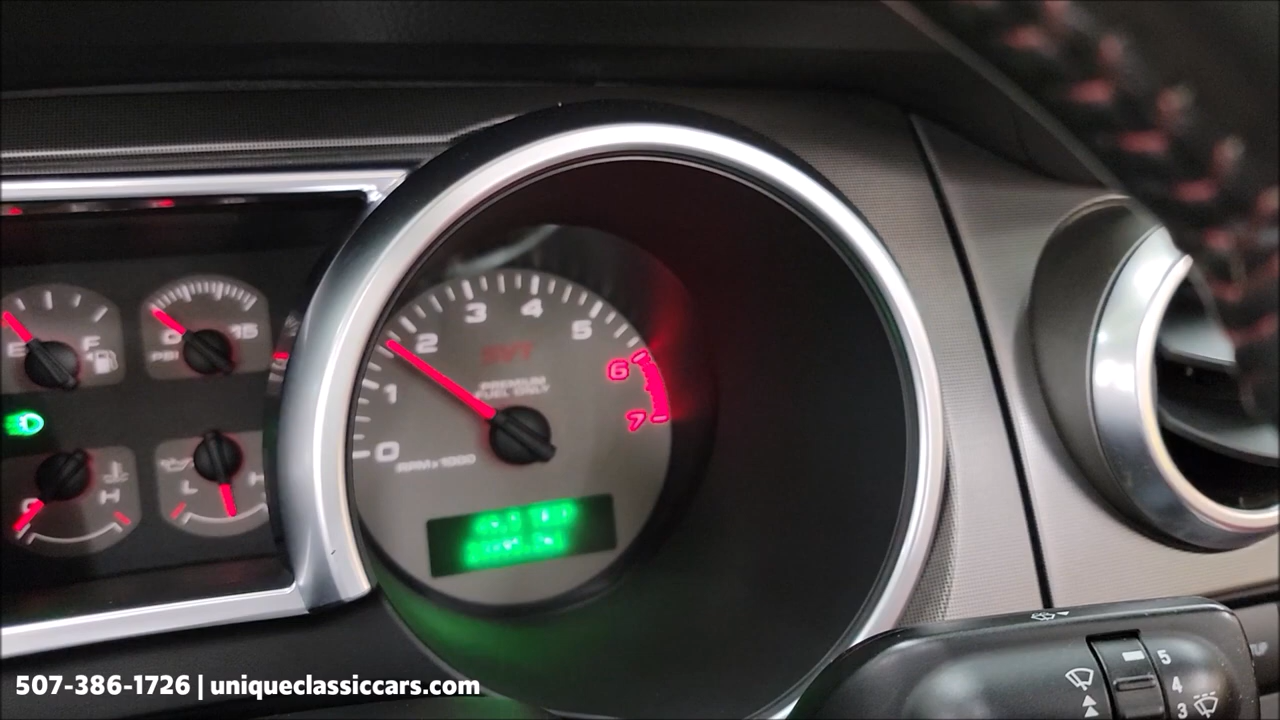 E F
0 15
PSI
0 1 2 3 4 5 6 7
SVT
PREMIUM
FUEL ONLY
RPM x 1000
C H
L H
5
4
3
507-386-1726 | uniqueclassiccars.com